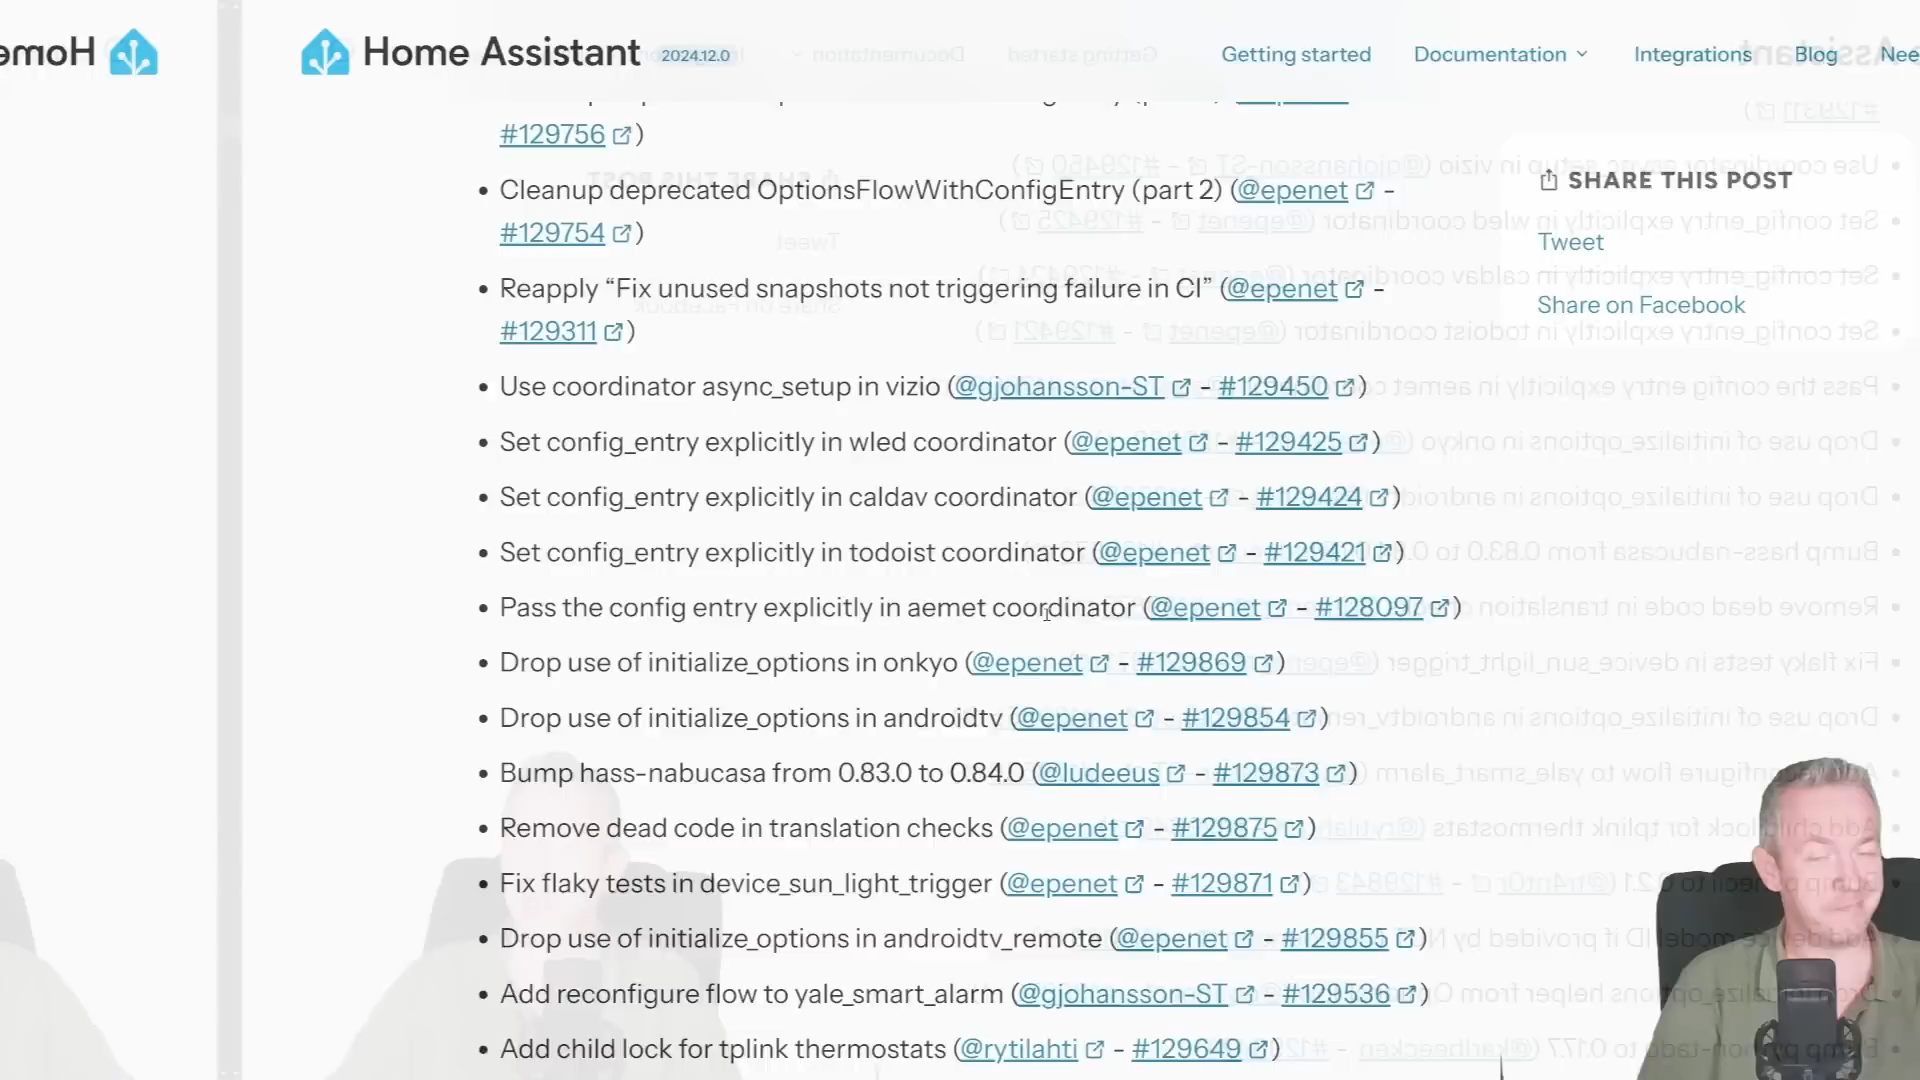 Home Assistant 2024.12.0 Getting started Documentation Integrations Blog Nee
#129756 )
Cleanup deprecated OptionsFlowWithConfigEntry (part 2) (@epenet -
#129754 )
Reapply “Fix unused snapshots not triggering failure in CI” (@epenet -
#129311 )
Use coordinator async_setup in vizio (@gjohansson-ST - #129450 )
Set config_entry explicitly in wled coordinator (@epenet - #129425 )
Set config_entry explicitly in caldav coordinator (@epenet - #129424 )
Set config_entry explicitly in todoist coordinator (@epenet - #129421 )
Pass the config entry explicitly in aemet coordinator (@epenet - #128097 )
Drop use of initialize_options in onkyo (@epenet - #129869 )
Drop use of initialize_options in androidtv (@epenet - #129854 )
Bump hass-nabucasa from 0.83.0 to 0.84.0 (@ludeeus - #129873 )
Remove dead code in translation checks (@epenet - #129875 )
Fix flaky tests in device_sun_light_trigger (@epenet - #129871 )
Drop use of initialize_options in androidtv_remote (@epenet - #129855 )
Add reconfigure flow to yale_smart_alarm (@gjohansson-ST - #129536 )
Add child lock for tplink thermostats (@rytilahti - #129649 )
SHARE THIS POST
Tweet
Share on Facebook